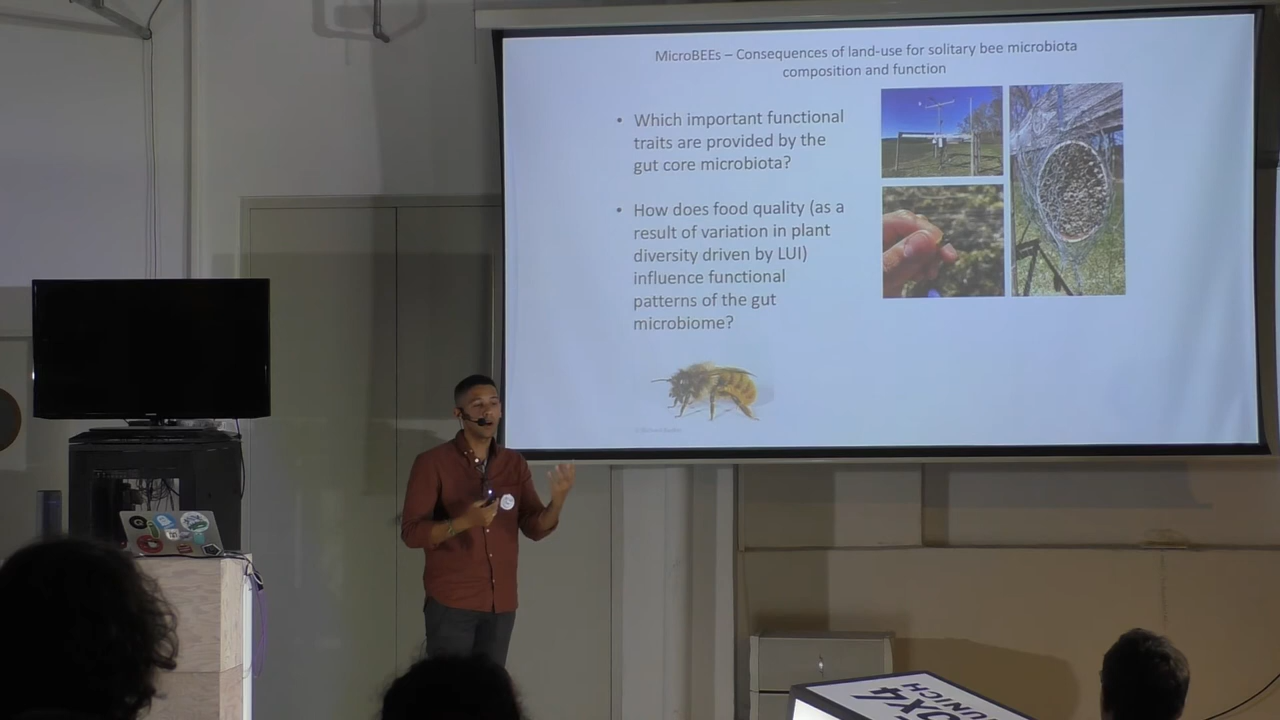 MicroBEEs – Consequences of land-use for solitary bee microbiota
composition and function
• Which important functional
traits are provided by the
gut core microbiota?
• How does food quality (as a
result of variation in plant
diversity driven by LUI)
influence functional
patterns of the gut
microbiome?